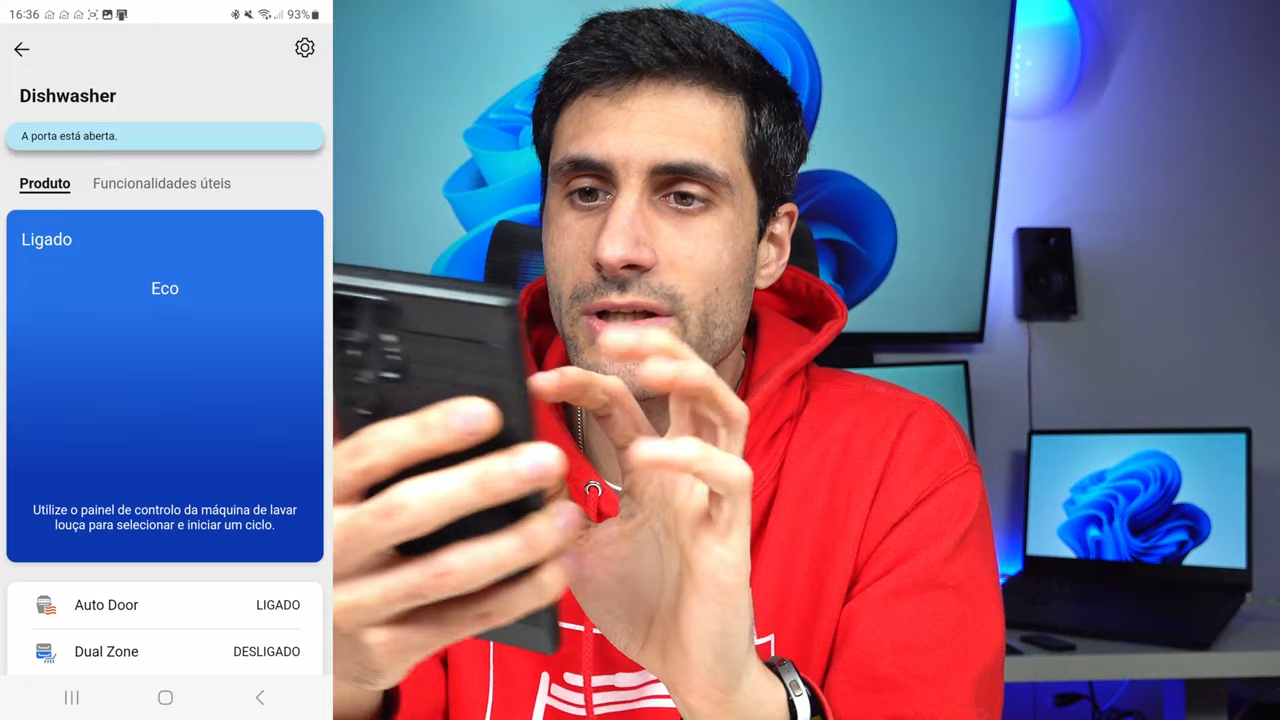 16:36
93%
Dishwasher
A porta está aberta.
Produto
Funcionalidades úteis
Ligado
Eco
Utilize o painel de controlo da máquina de lavar
louça para selecionar e iniciar um ciclo.
Auto Door
LIGADO
Dual Zone
DESLIGADO